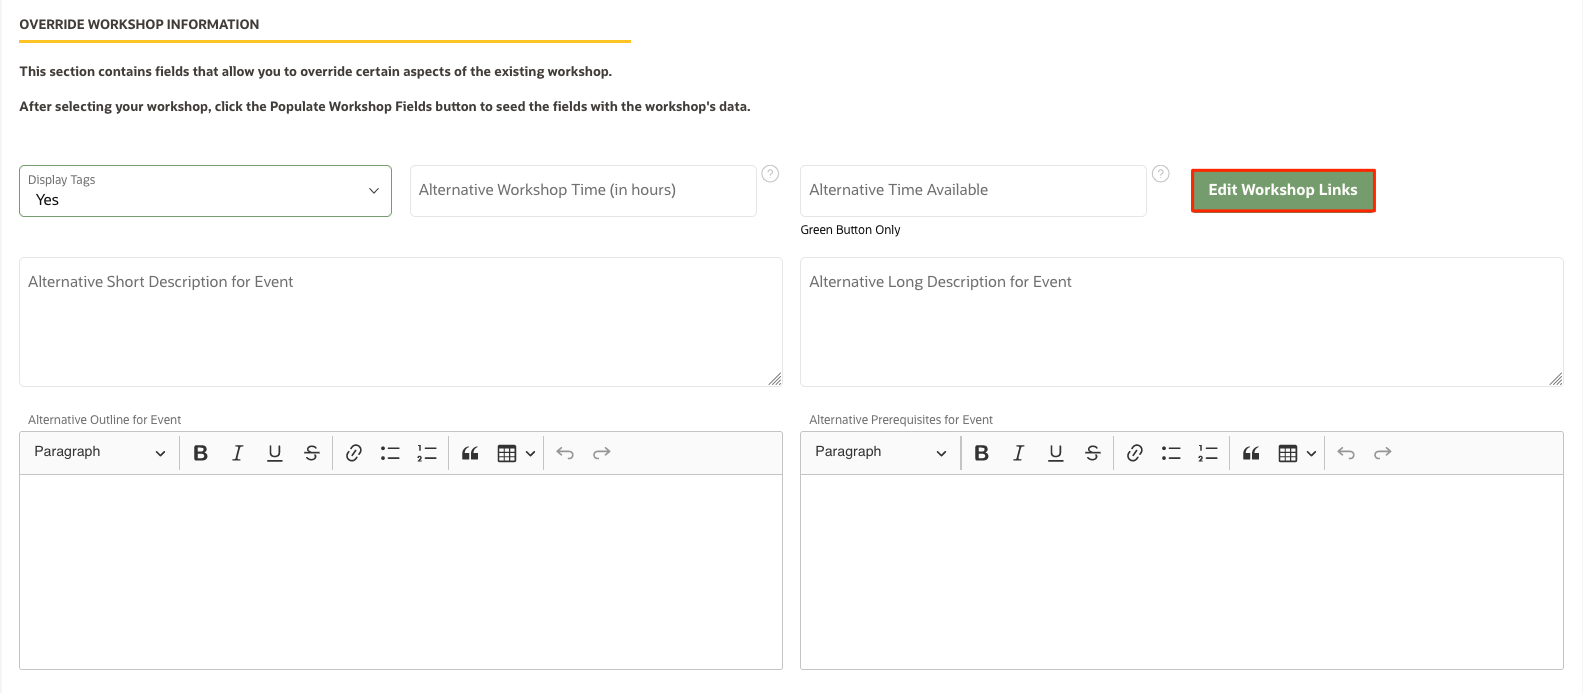 OVERRIDE WORKSHOP INFORMATION
This section contains fields that allow you to override certain aspects of the existing workshop.
After selecting your workshop, click the Populate Workshop Fields button to seed the fields with the workshop's data.
Display Tags
Yes
Alternative Workshop Time (in hours)
?
Alternative Time Available
?
Edit Workshop Links
Green Button Only
Alternative Short Description for Event
Alternative Long Description for Event
Alternative Outline for Event
Alternative Prerequisites for Event
Paragraph B I U S
Paragraph B I U S